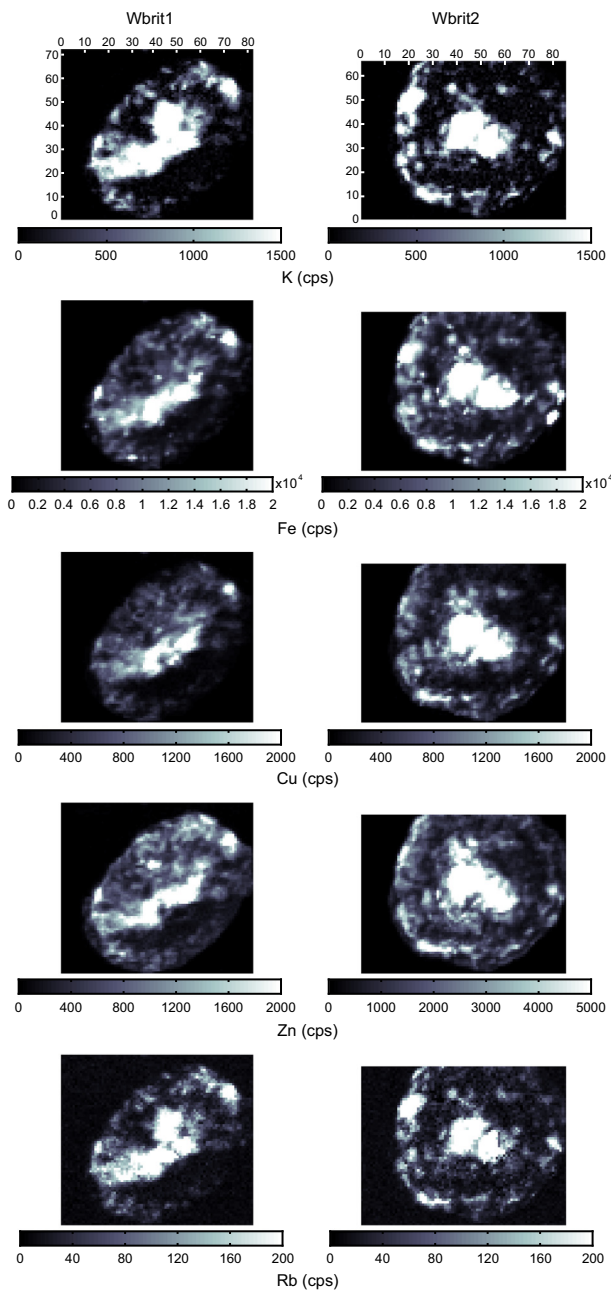 Wbrit1 Wbrit2
0 10 20 30 40 50 60 70 80 0 10 20 30 40 50 60 70 80
70
60 60
50 50
40 40
30 30
20 20
10 10
0 0
0 500 1000 1500 0 500 1000 1500
K (cps)
x10⁴ x10⁴
0 0.2 0.4 0.6 0.8 1 1.2 1.4 1.6 1.8 2 0 0.2 0.4 0.6 0.8 1 1.2 1.4 1.6 1.8 2
Fe (cps)
0 400 800 1200 1600 2000 0 400 800 1200 1600 2000
Cu (cps)
0 400 800 1200 1600 2000 0 1000 2000 3000 4000 5000
Zn (cps)
0 40 80 120 160 200 0 40 80 120 160 200
Rb (cps)